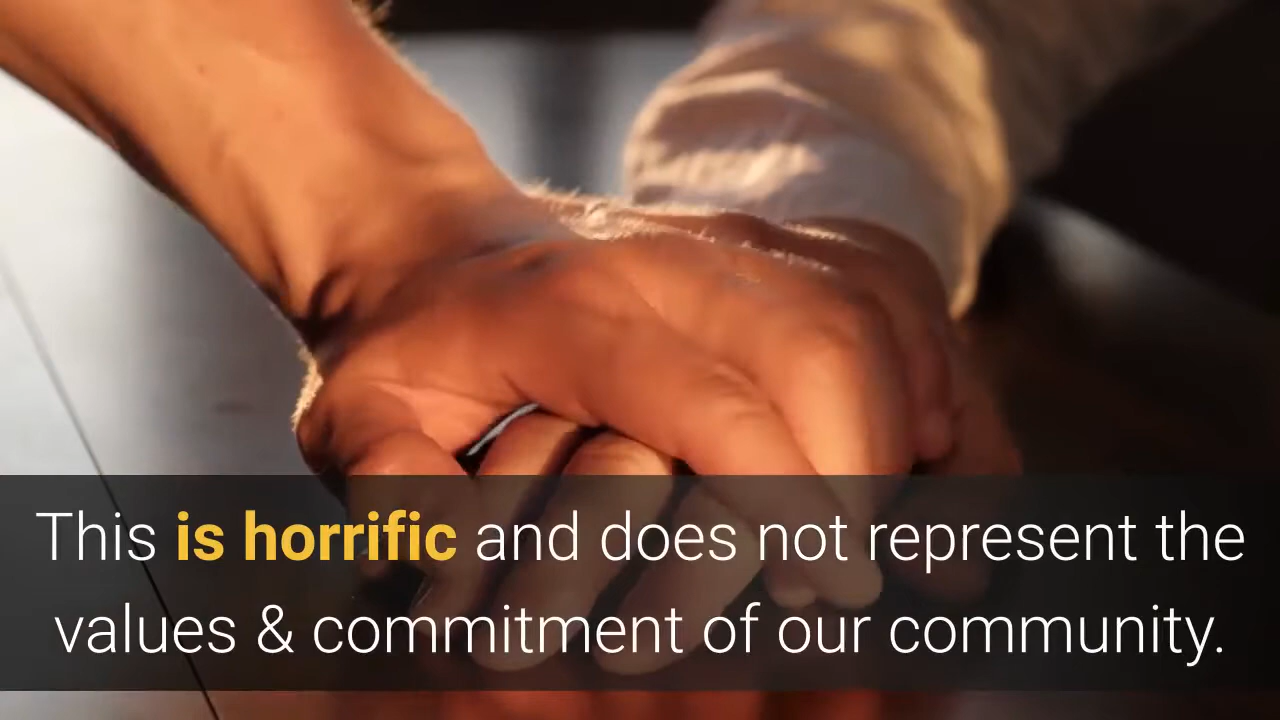 This is horrific and does not represent the
values & commitment of our community.